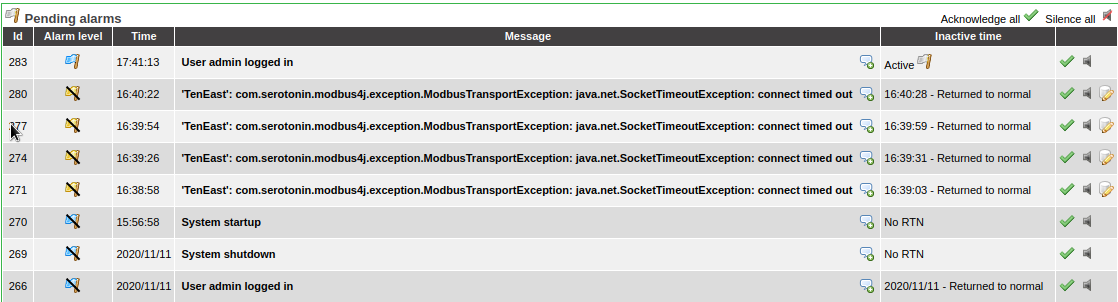 Pending alarms
Acknowledge all Silence all
Id Alarm level Time Message Inactive time
283 17:41:13 User admin logged in Active
280 16:40:22 'TenEast': com.serotonin.modbus4j.exception.ModbusTransportException: java.net.SocketTimeoutException: connect timed out 16:40:28 - Returned to normal
277 16:39:54 'TenEast': com.serotonin.modbus4j.exception.ModbusTransportException: java.net.SocketTimeoutException: connect timed out 16:39:59 - Returned to normal
274 16:39:26 'TenEast': com.serotonin.modbus4j.exception.ModbusTransportException: java.net.SocketTimeoutException: connect timed out 16:39:31 - Returned to normal
271 16:38:58 'TenEast': com.serotonin.modbus4j.exception.ModbusTransportException: java.net.SocketTimeoutException: connect timed out 16:39:03 - Returned to normal
270 15:56:58 System startup No RTN
269 2020/11/11 System shutdown No RTN
266 2020/11/11 User admin logged in 2020/11/11 - Returned to normal